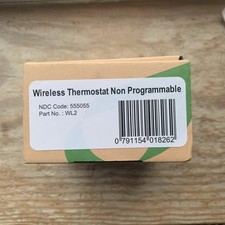 Wireless Thermostat Non Programmable
NDC Code: 555055
Part No. : WL2
0 791154 018262